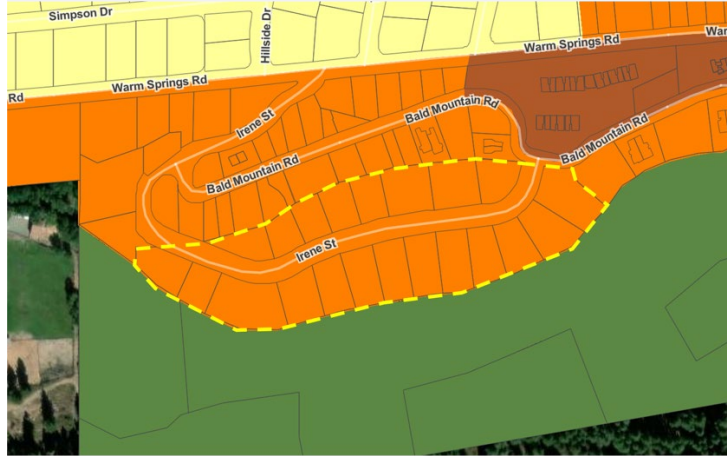 Simpson Dr
Hillside Dr
Warm Springs Rd
War
Rd
Warm Springs Rd
Irene St
Bald Mountain Rd
Bald Mountain Rd
Bald Mountain Rd
Irene St